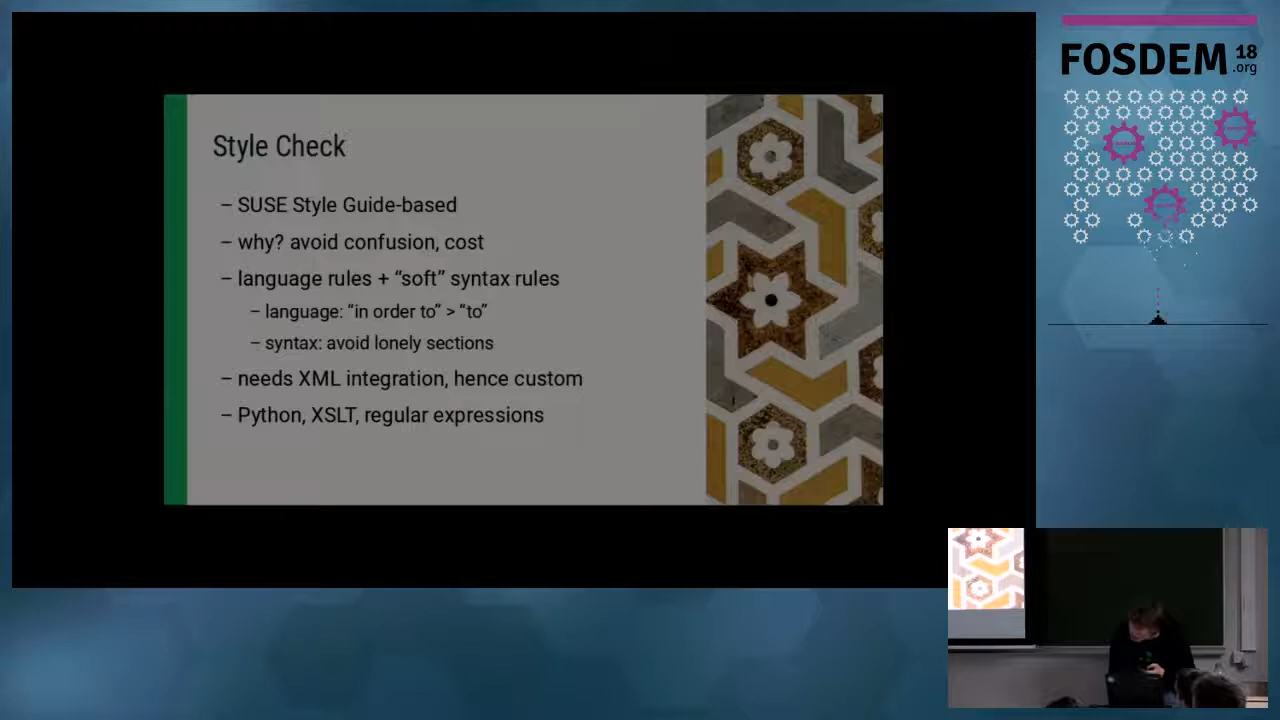 Style Check
– SUSE Style Guide-based
– why? avoid confusion, cost
– language rules + “soft” syntax rules
– language: “in order to” > “to”
– syntax: avoid lonely sections
– needs XML integration, hence custom
– Python, XSLT, regular expressions
FOSDEM 18
.org